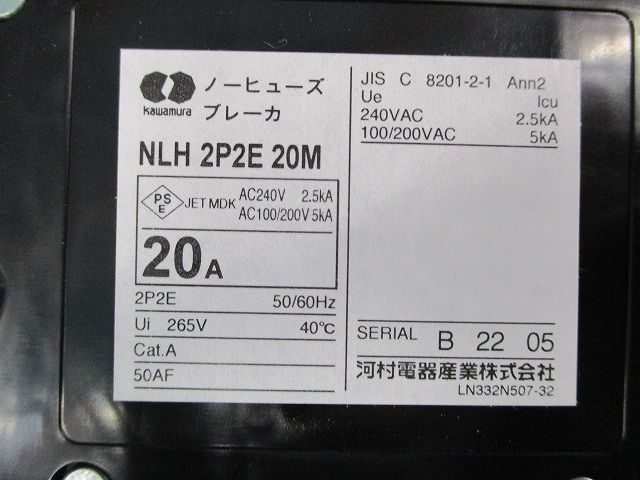 ノーヒューズ
ブレーカ
Kawamura
NLH 2P2E 20M
PSE JET MDK
AC240V 2.5kA
AC100/200V 5kA
20A
2P2E 50/60Hz
Ui 265V 40℃
Cat.A
50AF
JIS C 8201-2-1 Ann2
Ue Icu
240VAC 2.5kA
100/200VAC 5kA
SERIAL B 22 05
河村電器産業株式会社
LN332N507-32